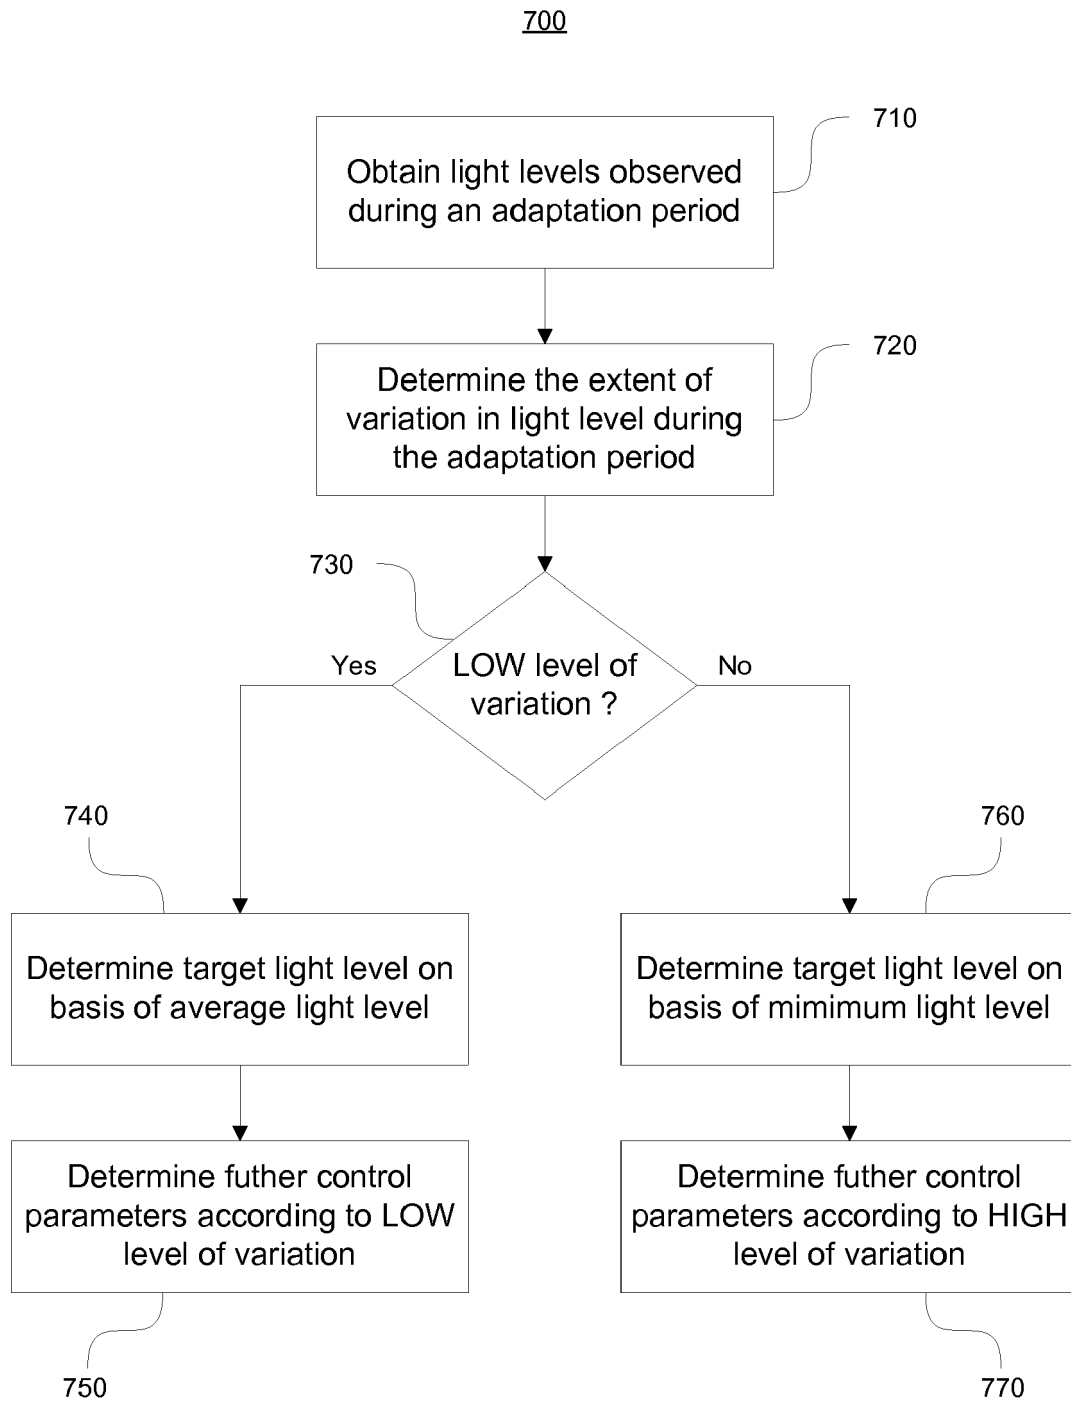 700
710
Obtain light levels observed
during an adaptation period
720
Determine the extent of
variation in light level during
the adaptation period
730
Yes
LOW level of
variation ?
No
740
760
Determine target light level on
basis of average light level
Determine target light level on
basis of mimimum light level
Determine futher control
parameters according to LOW
level of variation
Determine futher control
parameters according to HIGH
level of variation
750
770